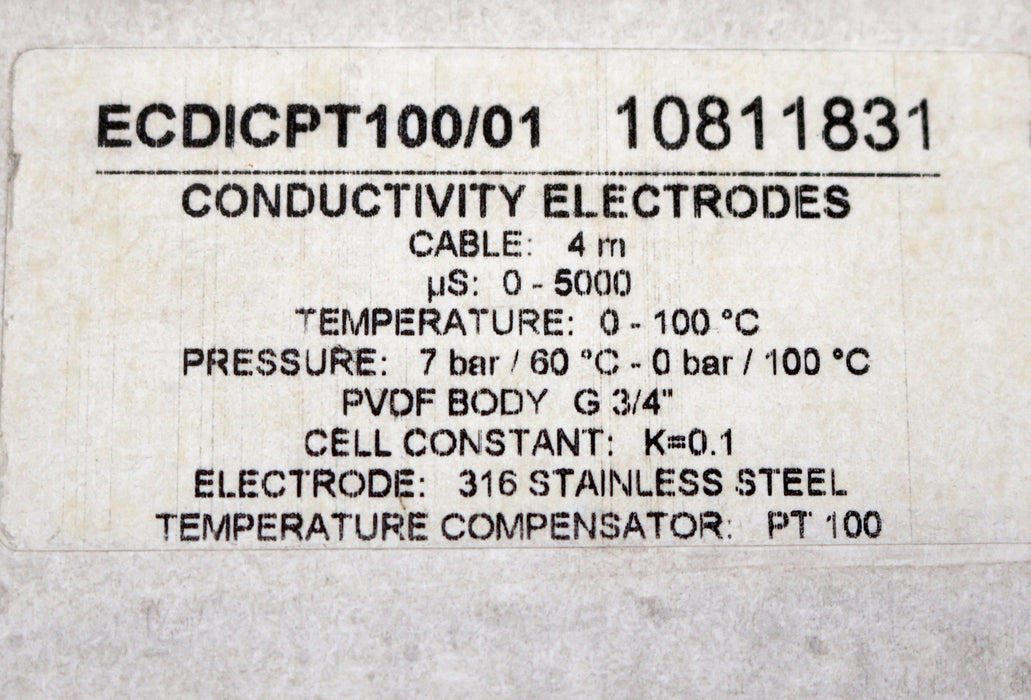 ECDICPT100/01 10811831
CONDUCTIVITY ELECTRODES
CABLE: 4 m
µS: 0 - 5000
TEMPERATURE: 0 - 100 °C
PRESSURE: 7 bar / 60 °C - 0 bar / 100 °C
PVDF BODY G 3/4"
CELL CONSTANT: K=0.1
ELECTRODE: 316 STAINLESS STEEL
TEMPERATURE COMPENSATOR: PT 100